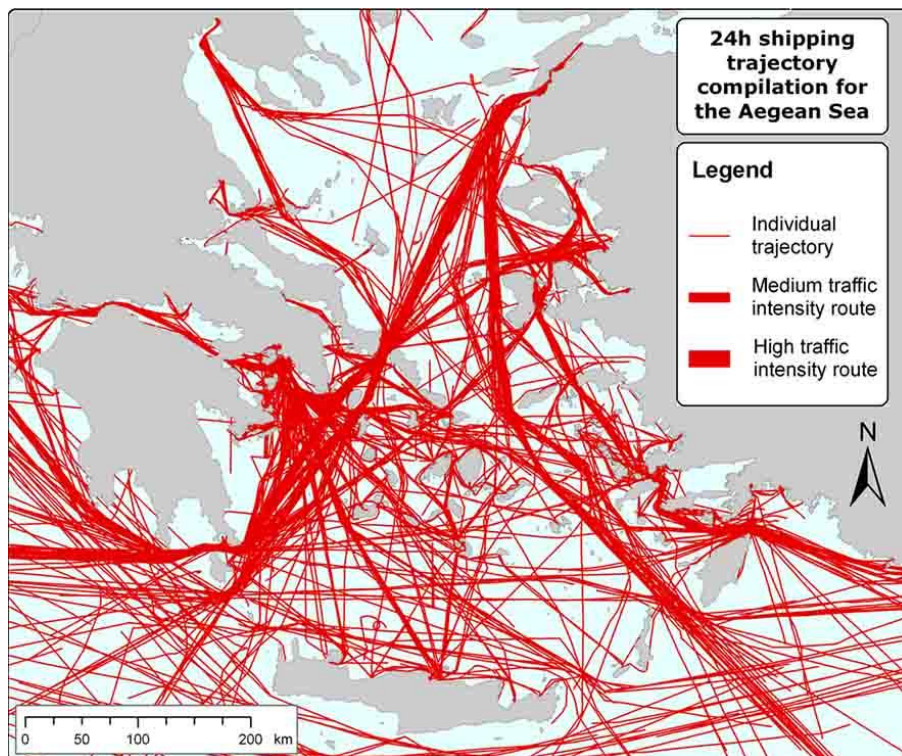 24h shipping
trajectory
compilation for
the Aegean Sea
Legend
Individual
trajectory
Medium traffic
intensity route
High traffic
intensity route
N
0 50 100 200 km